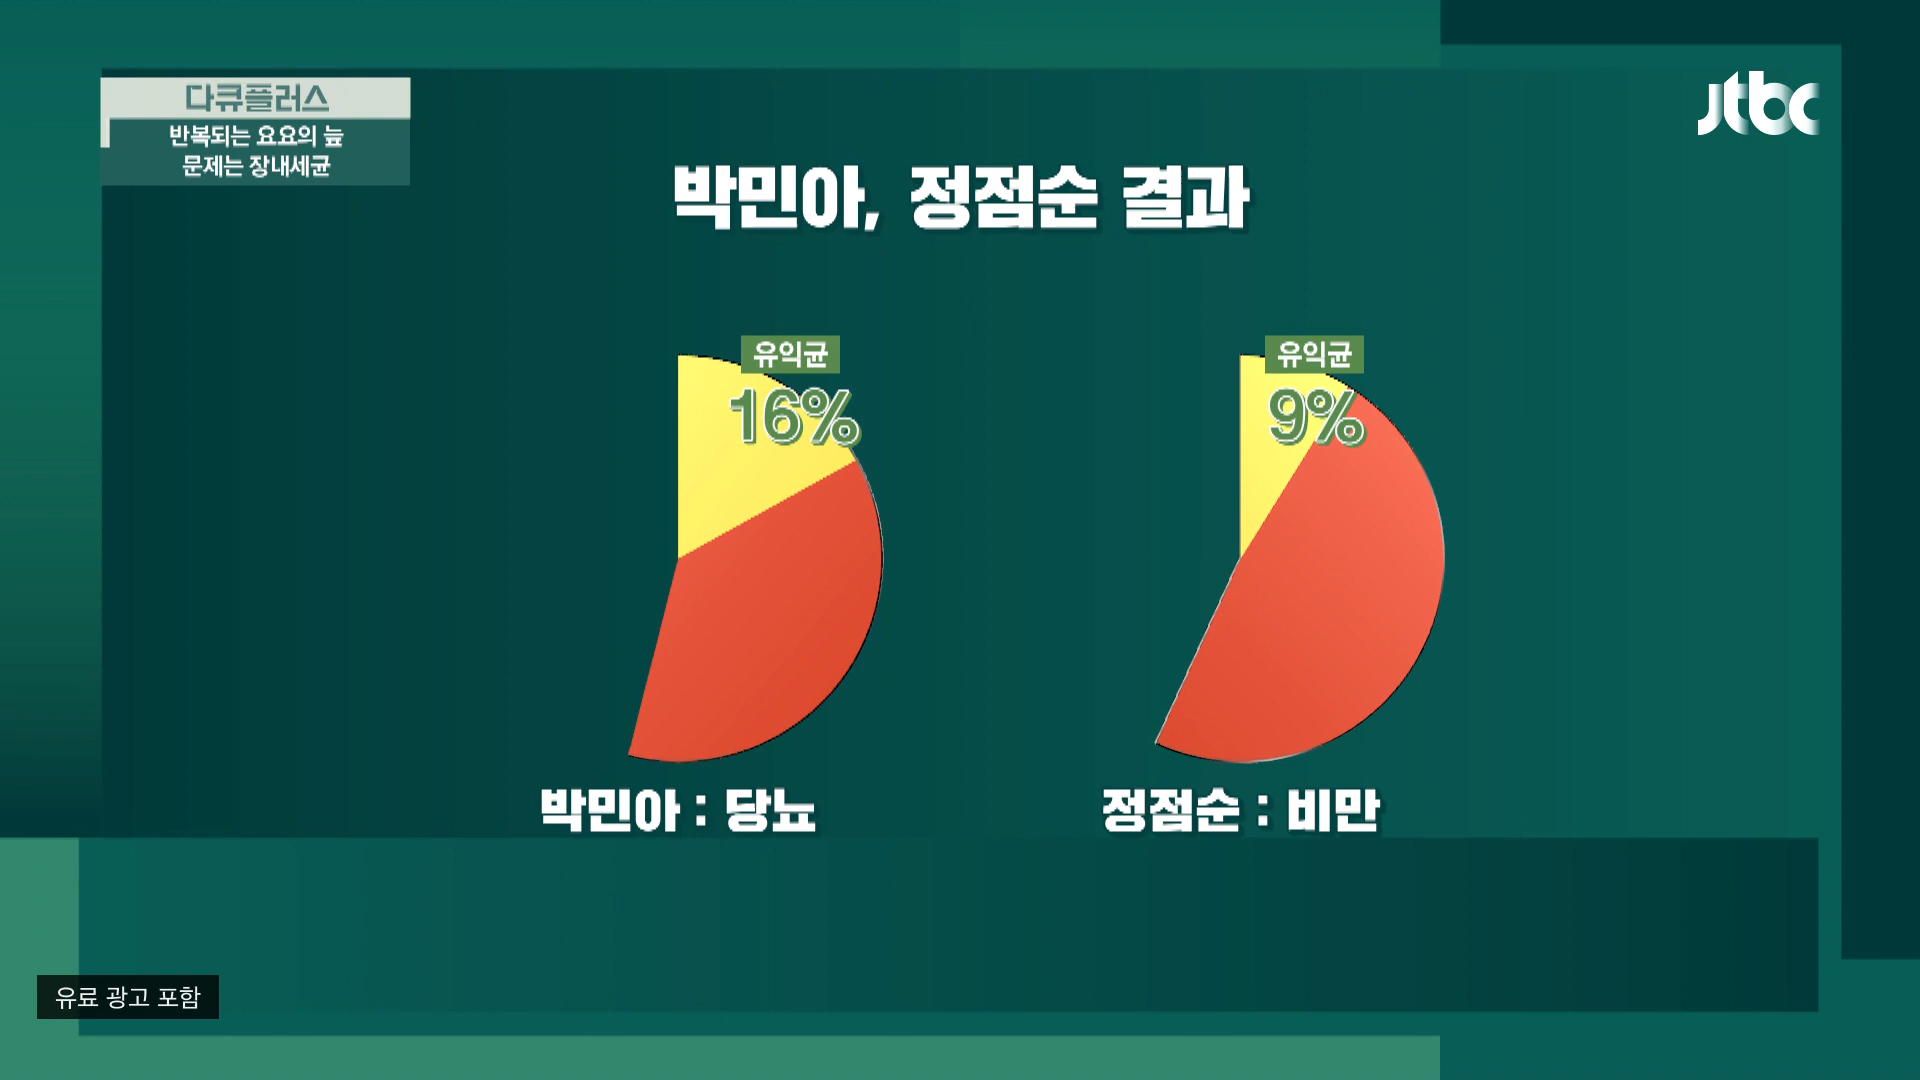 다큐플러스
반복되는 요요의 늪
문제는 장내세균
jtbc
박민아, 정점순 결과
유익균
16%
유익균
9%
박민아 : 당뇨
정점순 : 비만
유료 광고 포함